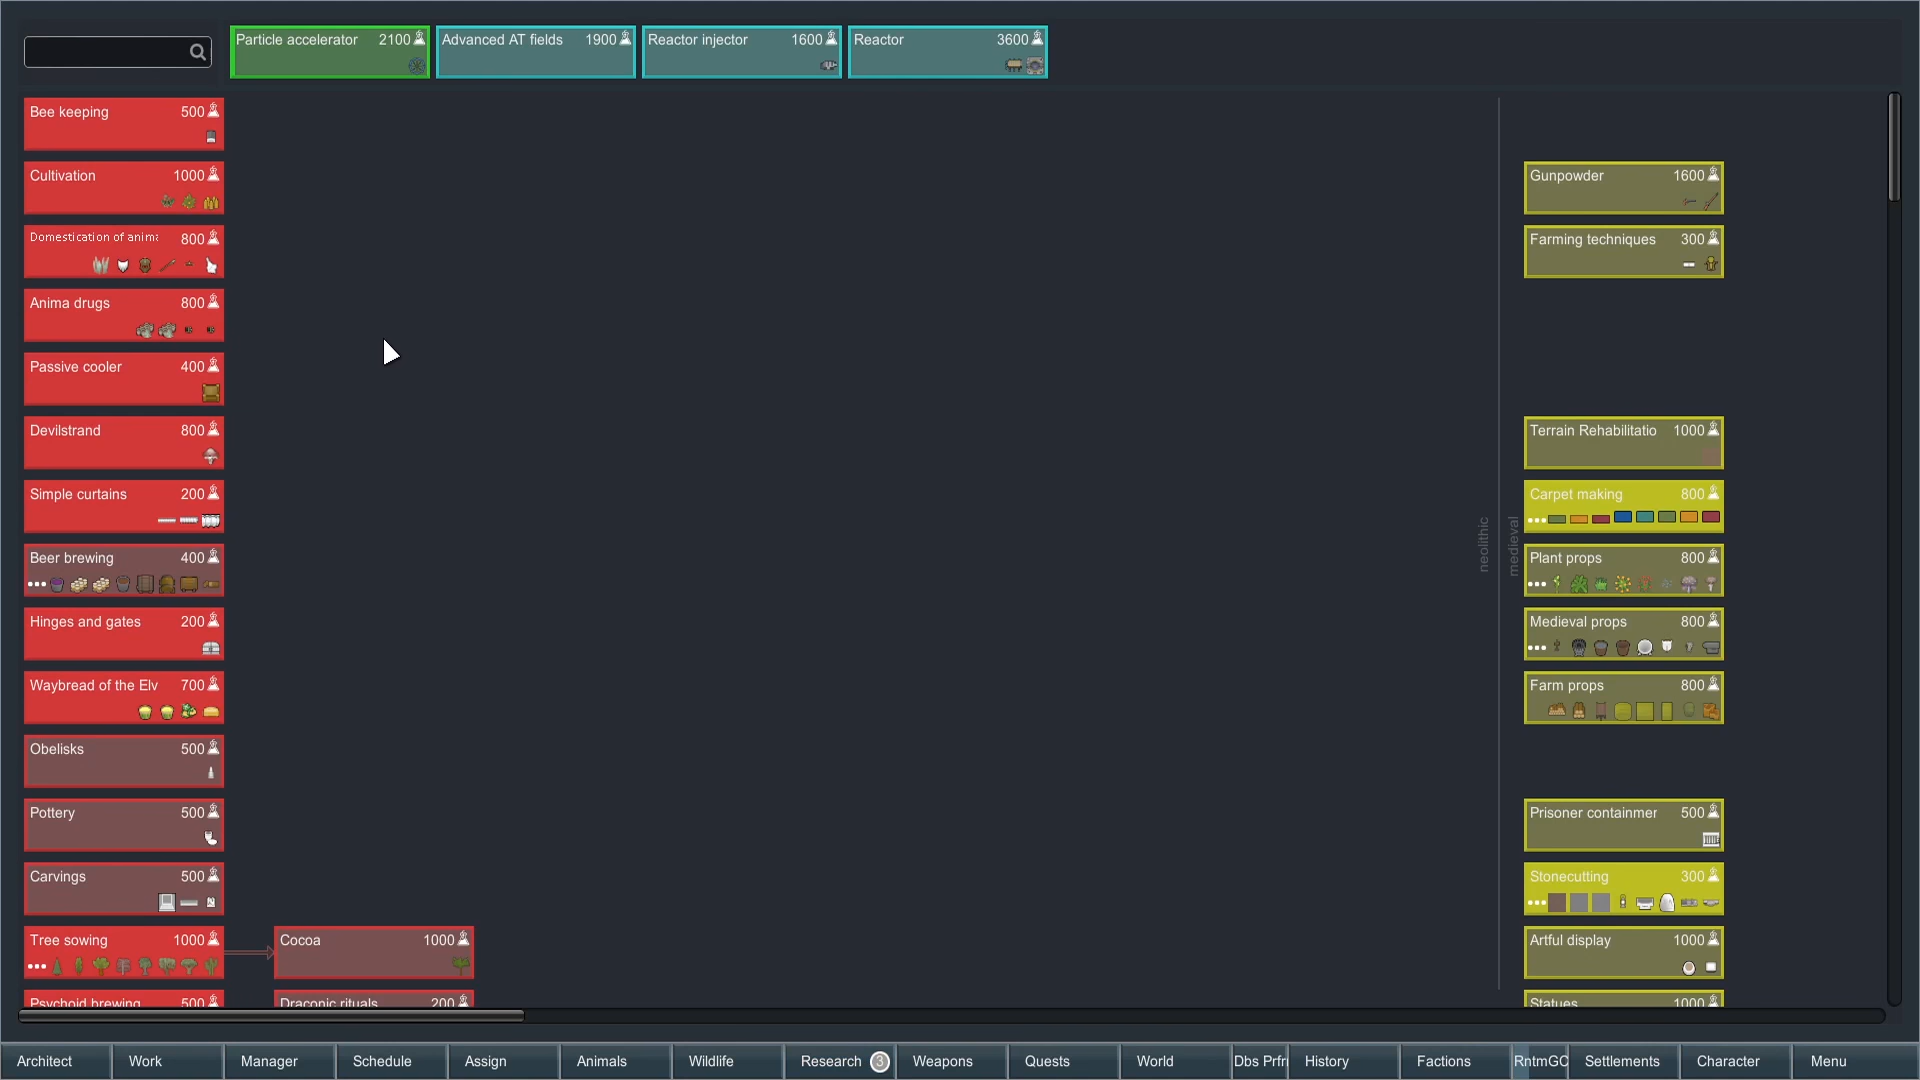 Particle accelerator 2100
Advanced AT fields 1900
Reactor injector 1600
Reactor 3600
Bee keeping 500
Cultivation 1000
Gunpowder 1600
Domestication of anima 800
Farming techniques 300
Anima drugs 800
Passive cooler 400
Devilstrand 800
Terrain Rehabilitatio 1000
Simple curtains 200
Carpet making 800
neolithic
medieval
Beer brewing 400
Plant props 800
Hinges and gates 200
Medieval props 800
Waybread of the Elv 700
Farm props 800
Obelisks 500
Pottery 500
Prisoner containmer 500
Carvings 500
Stonecutting 300
Tree sowing 1000
Cocoa 1000
Artful display 1000
Psychoid brewing 500
Draconic rituals 200
Statues 1000
Architect Work Manager Schedule Assign Animals Wildlife Research 3 Weapons Quests World Dbs Prfr History Factions RntmGC Settlements Character Menu